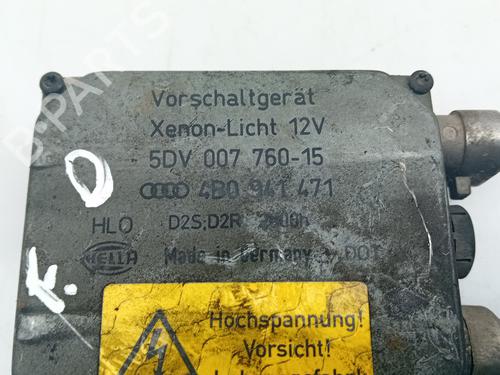 Vorschaltgerät
Xenon-Licht 12V
5DV 007 760-15
4B0 941 471
HLO D2S;D2R
HELLA Made in Germany DOT
Hochspannung!
Vorsicht!
B-PARTS